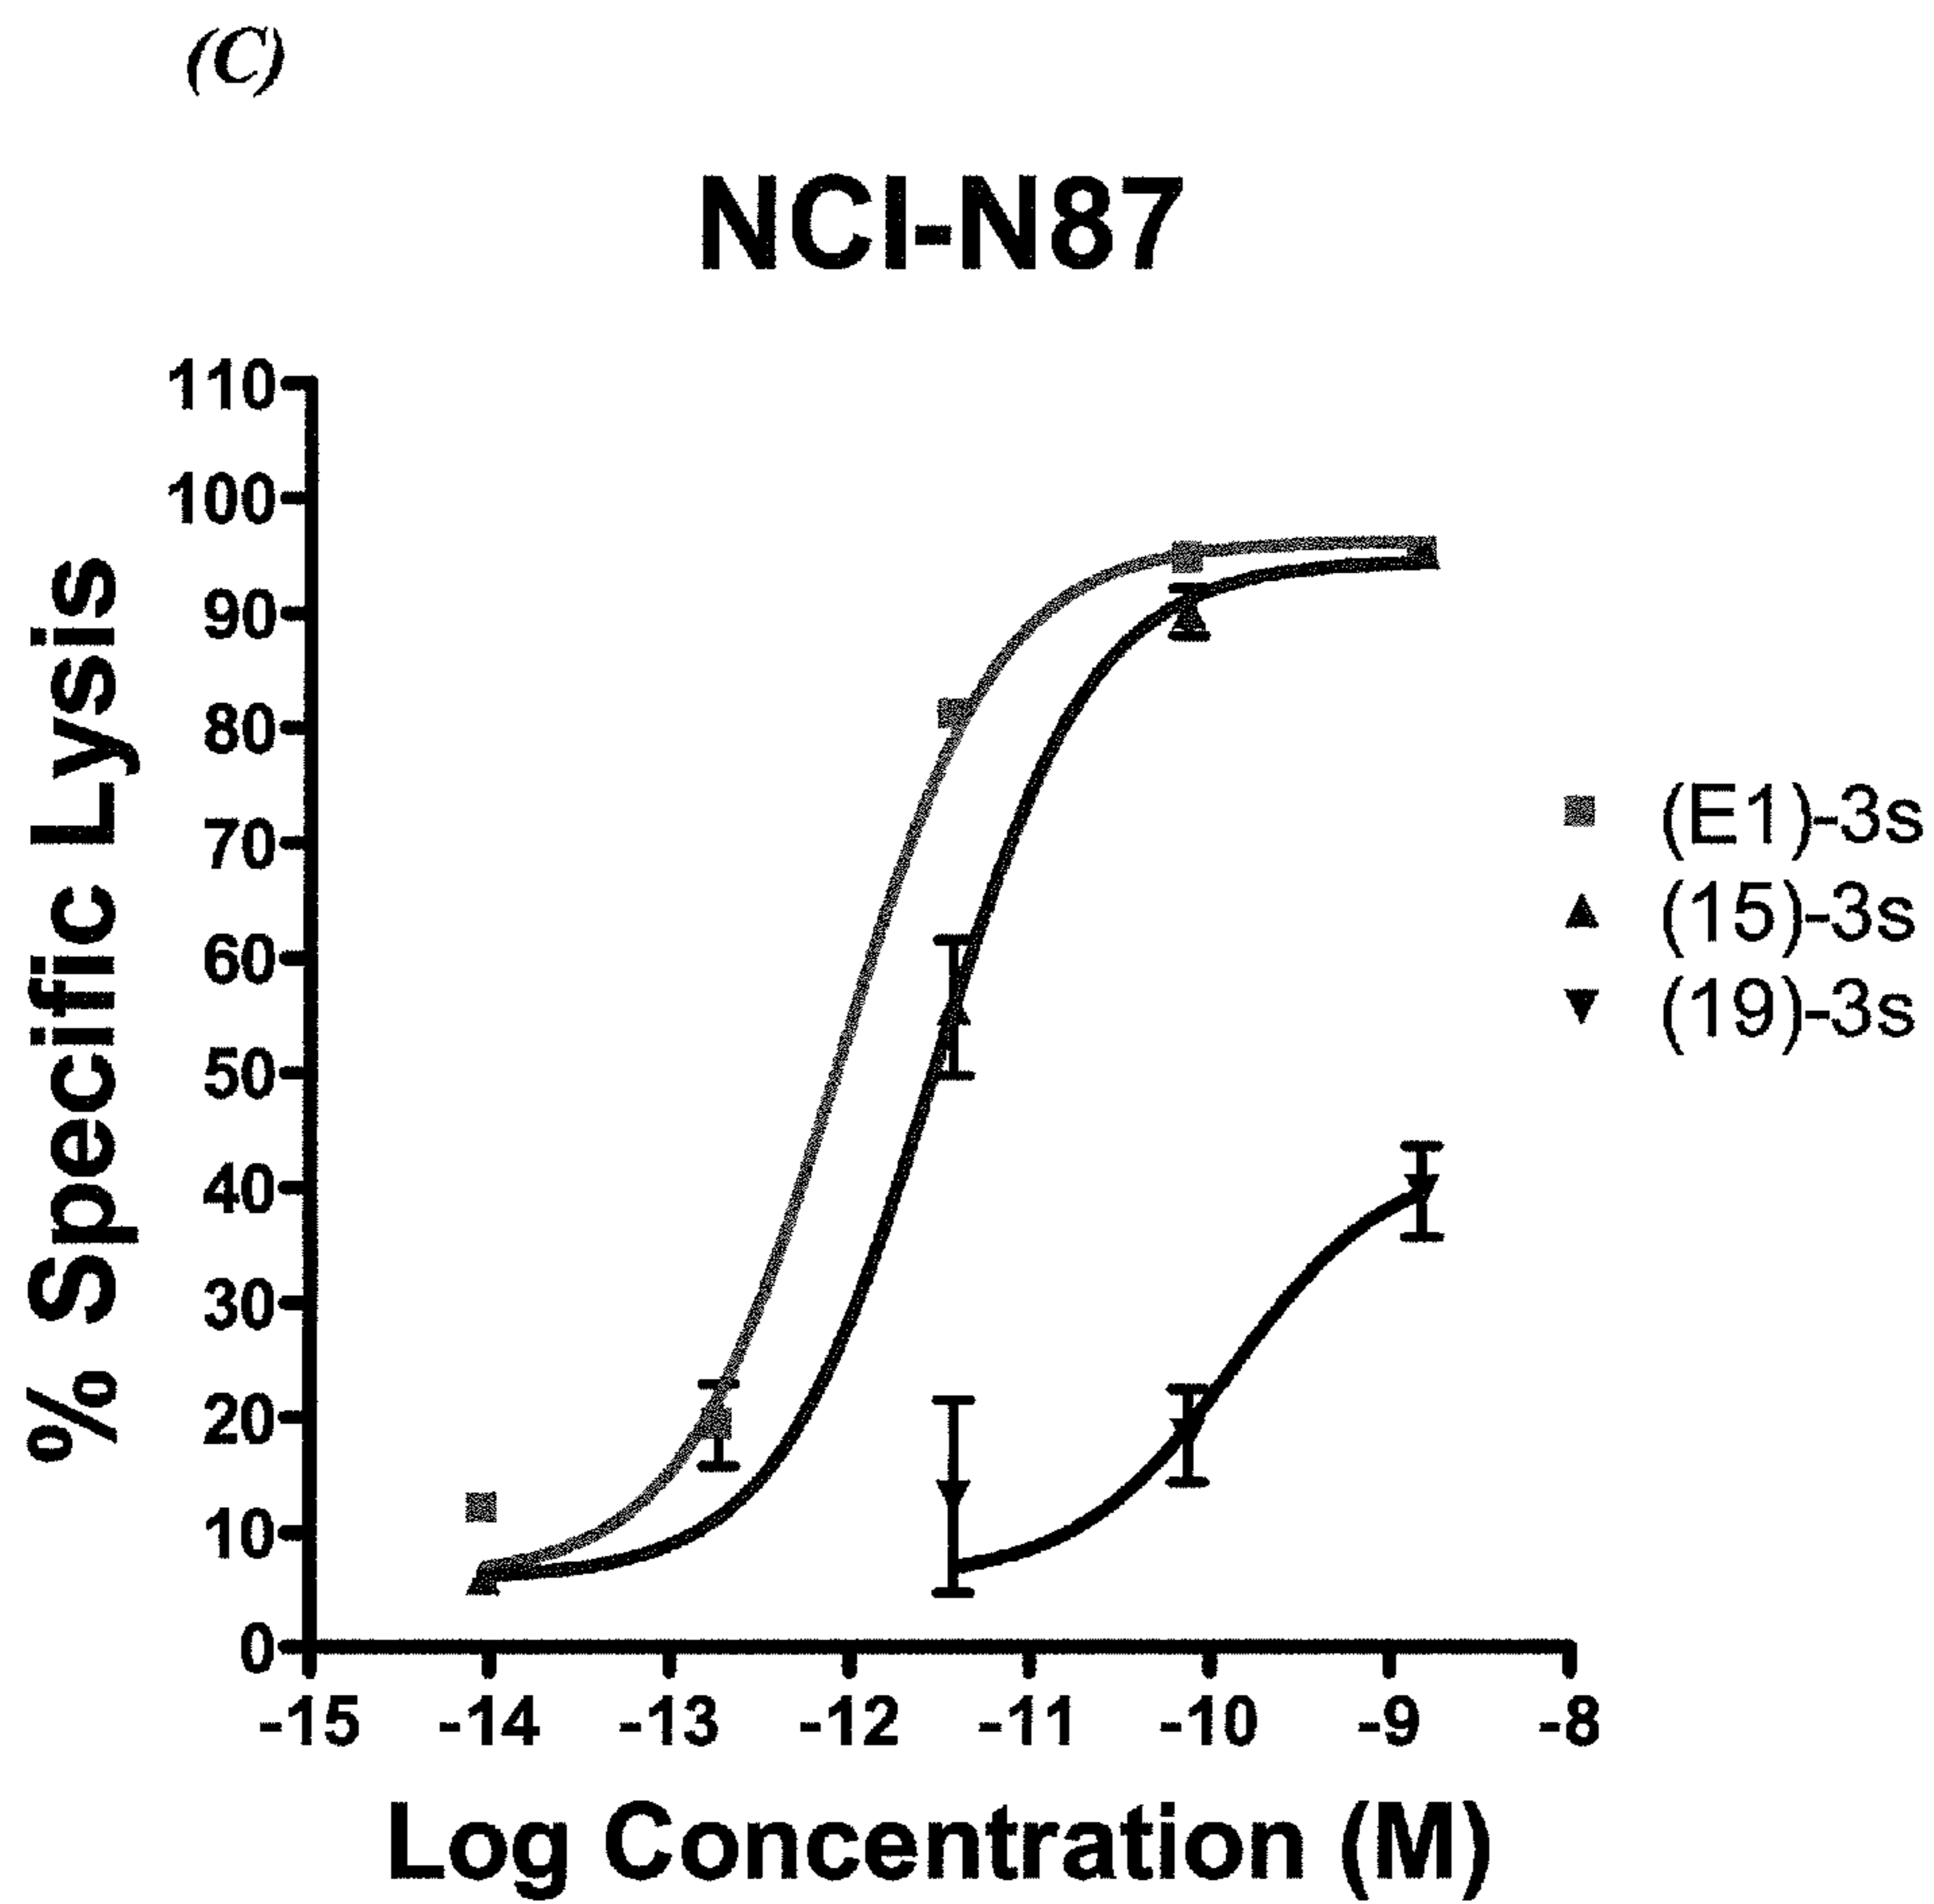 (C)
NCI-N87
% Specific Lysis
110
100
90
80
70
60
50
40
30
20
10
0
-15 -14 -13 -12 -11 -10 -9 -8
Log Concentration (M)
(E1)-3s
(15)-3s
(19)-3s